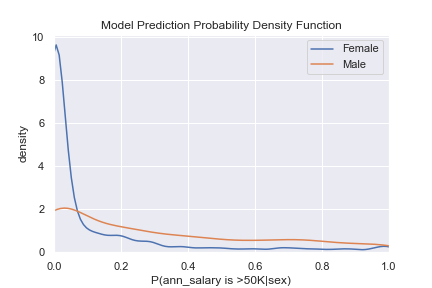 Model Prediction Probability Density Function
Female
Male
density
10
8
6
4
2
0
0.0 0.2 0.4 0.6 0.8 1.0
P(ann_salary is >50K|sex)